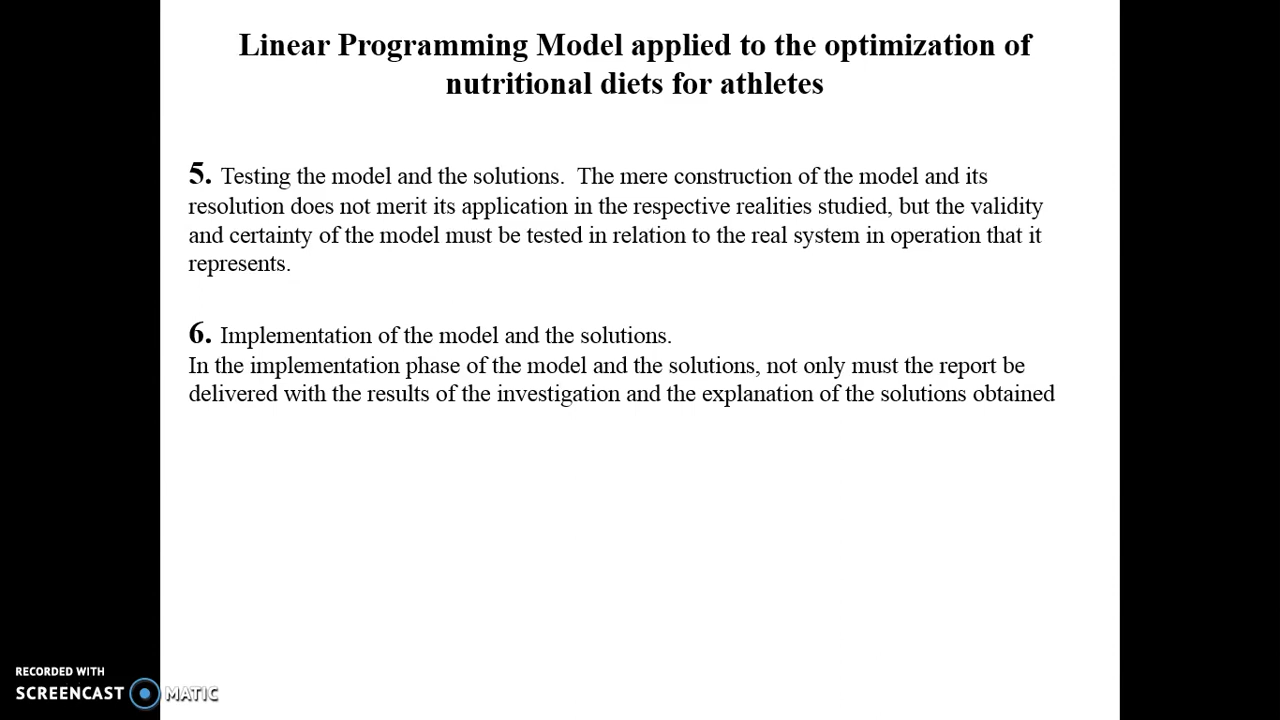 Linear Programming Model applied to the optimization of
nutritional diets for athletes
5. Testing the model and the solutions.  The mere construction of the model and its
resolution does not merit its application in the respective realities studied, but the validity
and certainty of the model must be tested in relation to the real system in operation that it
represents.
6. Implementation of the model and the solutions.
In the implementation phase of the model and the solutions, not only must the report be
delivered with the results of the investigation and the explanation of the solutions obtained
RECORDED WITH
SCREENCAST MATIC